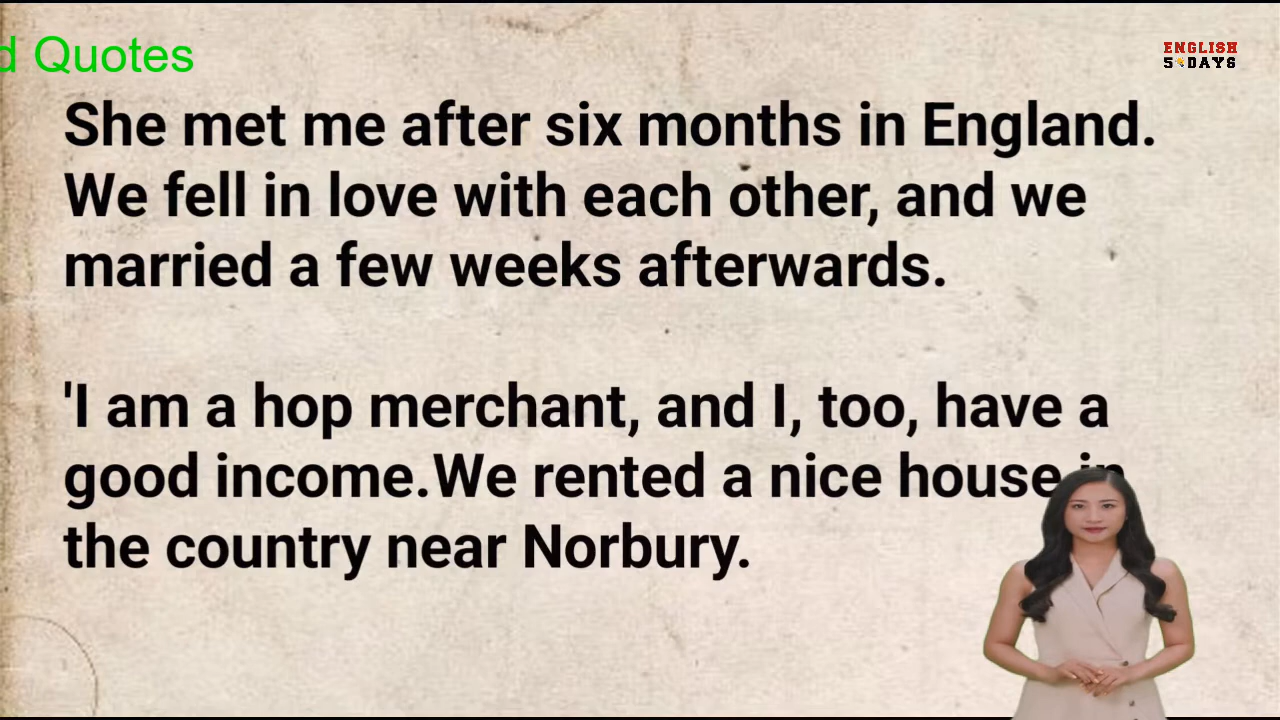 d Quotes
ENGLISH
5 DAYS
She met me after six months in England.
We fell in love with each other, and we
married a few weeks afterwards.
'I am a hop merchant, and I, too, have a
good income.We rented a nice house in
the country near Norbury.